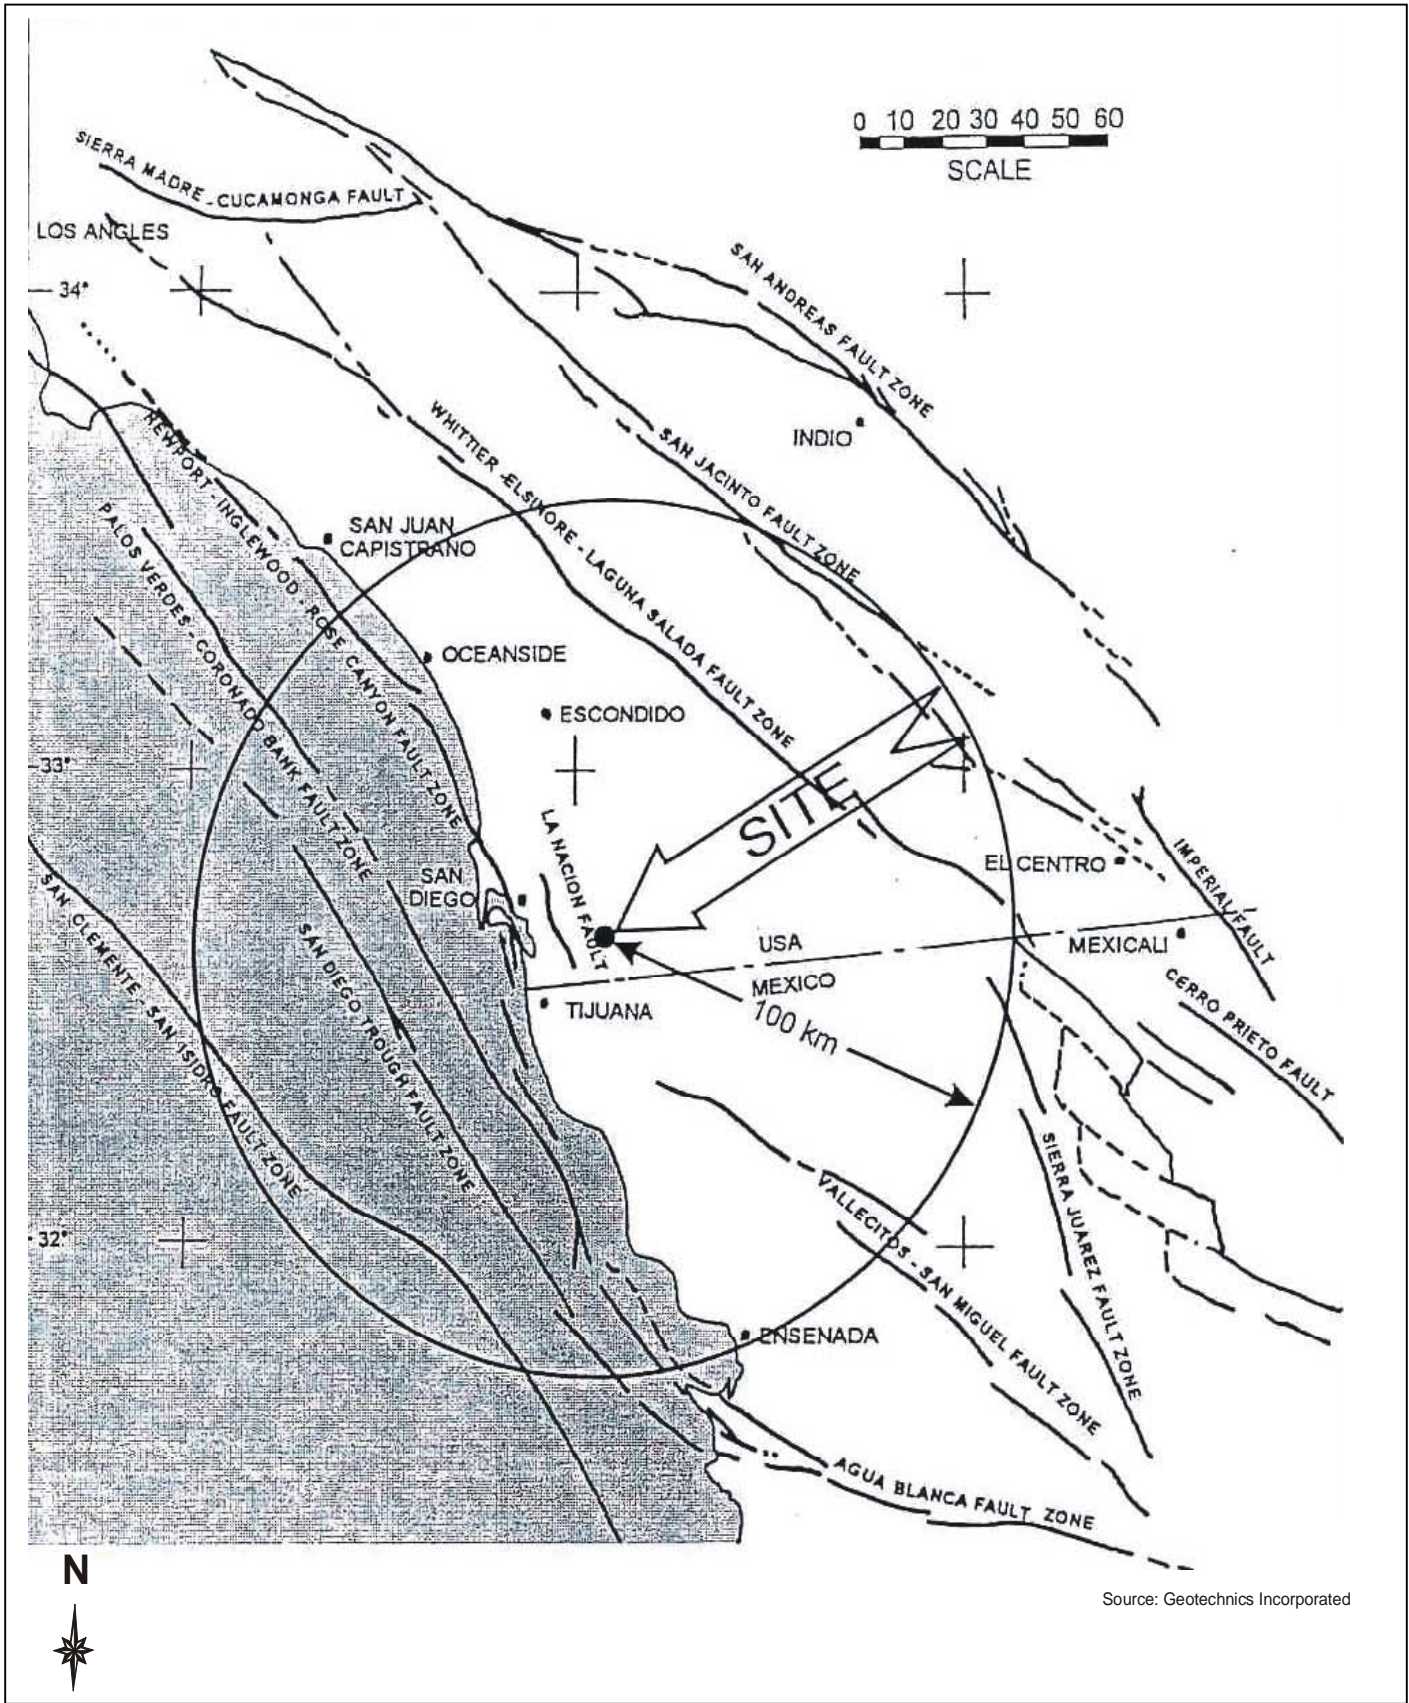 0 10 20 30 40 50 60
SCALE
SIERRA MADRE - CUCAMONGA FAULT
LOS ANGLES
34°
SAN ANDREAS FAULT ZONE
INDIO
WHITTIER - ELSINORE - LAGUNA SALADA FAULT ZONE
SAN JACINTO FAULT ZONE
NEWPORT - INGLEWOOD - ROSE CANYON FAULT ZONE
SAN JUAN
CAPISTRANO
PALOS VERDES - CORONADO BANK FAULT ZONE
OCEANSIDE
ESCONDIDO
33°
SITE
LA NACION FAULT
EL CENTRO
IMPERIAL FAULT
SAN
DIEGO
SAN CLEMENTE - SAN ISIDRO FAULT ZONE
SAN DIEGO TROUGH FAULT ZONE
USA
MEXICO
MEXICALI
TIJUANA
100 km
CERRO PRIETO FAULT
SIERRA JUAREZ FAULT ZONE
VALLECITOS - SAN MIGUEL FAULT ZONE
32°
ENSENADA
AGUA BLANCA FAULT ZONE
N
Source: Geotechnics Incorporated